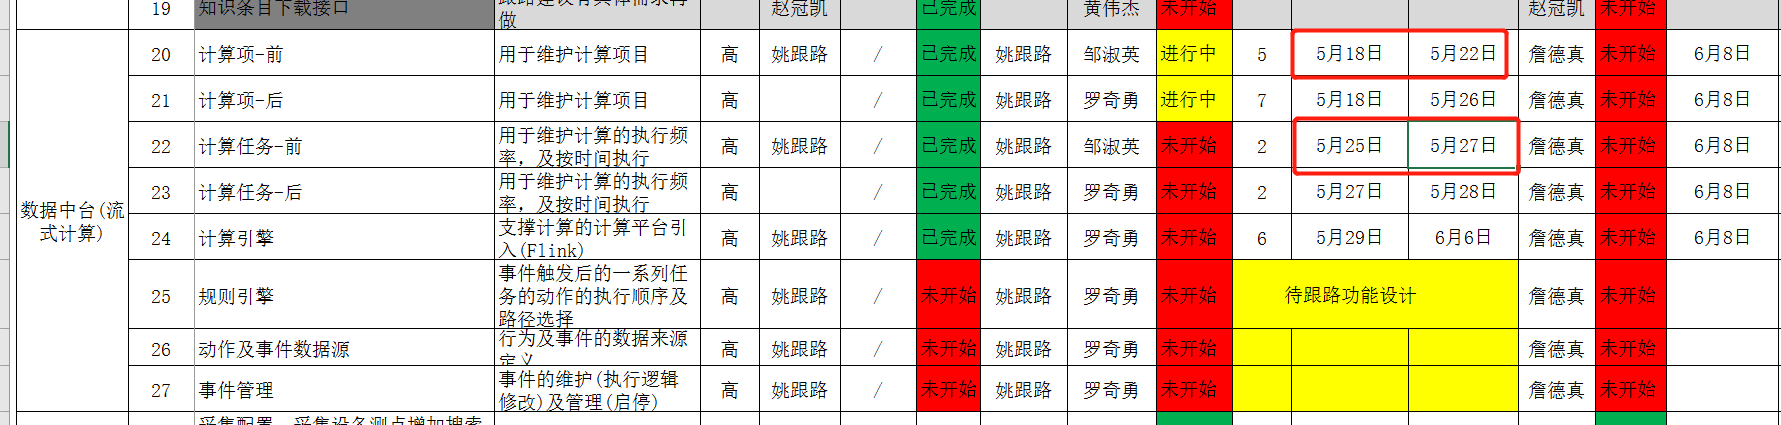 19 知识条目下载接口 做 赵冠凯 已完成 黄伟杰 未开始 赵冠凯 未开始
数据中台(流
式计算)
20 计算项-前 用于维护计算项目 高 姚跟路 / 已完成 姚跟路 邹淑英 进行中 5 5月18日 5月22日 詹德真 未开始 6月8日
21 计算项-后 用于维护计算项目 高 / 已完成 姚跟路 罗奇勇 进行中 7 5月18日 5月26日 詹德真 未开始 6月8日
22 计算任务-前 用于维护计算的执行频
率，及按时间执行 高 姚跟路 / 已完成 姚跟路 邹淑英 未开始 2 5月25日 5月27日 詹德真 未开始 6月8日
23 计算任务-后 用于维护计算的执行频
率，及按时间执行 高 / 已完成 姚跟路 罗奇勇 未开始 2 5月27日 5月28日 詹德真 未开始 6月8日
24 计算引擎 支撑计算的计算平台引
入(Flink) 高 姚跟路 / 已完成 姚跟路 罗奇勇 未开始 6 5月29日 6月6日 詹德真 未开始 6月8日
25 规则引擎 事件触发后的一系列任
务的动作的执行顺序及
路径选择 高 姚跟路 / 未开始 姚跟路 罗奇勇 未开始 待跟路功能设计 詹德真 未开始
26 动作及事件数据源 行为及事件的数据来源
定义 高 姚跟路 / 未开始 姚跟路 罗奇勇 未开始 詹德真 未开始
27 事件管理 事件的维护(执行逻辑
修改)及管理(启停) 高 姚跟路 / 未开始 姚跟路 罗奇勇 未开始 詹德真 未开始
采集配置，采集设备测点增加搜索